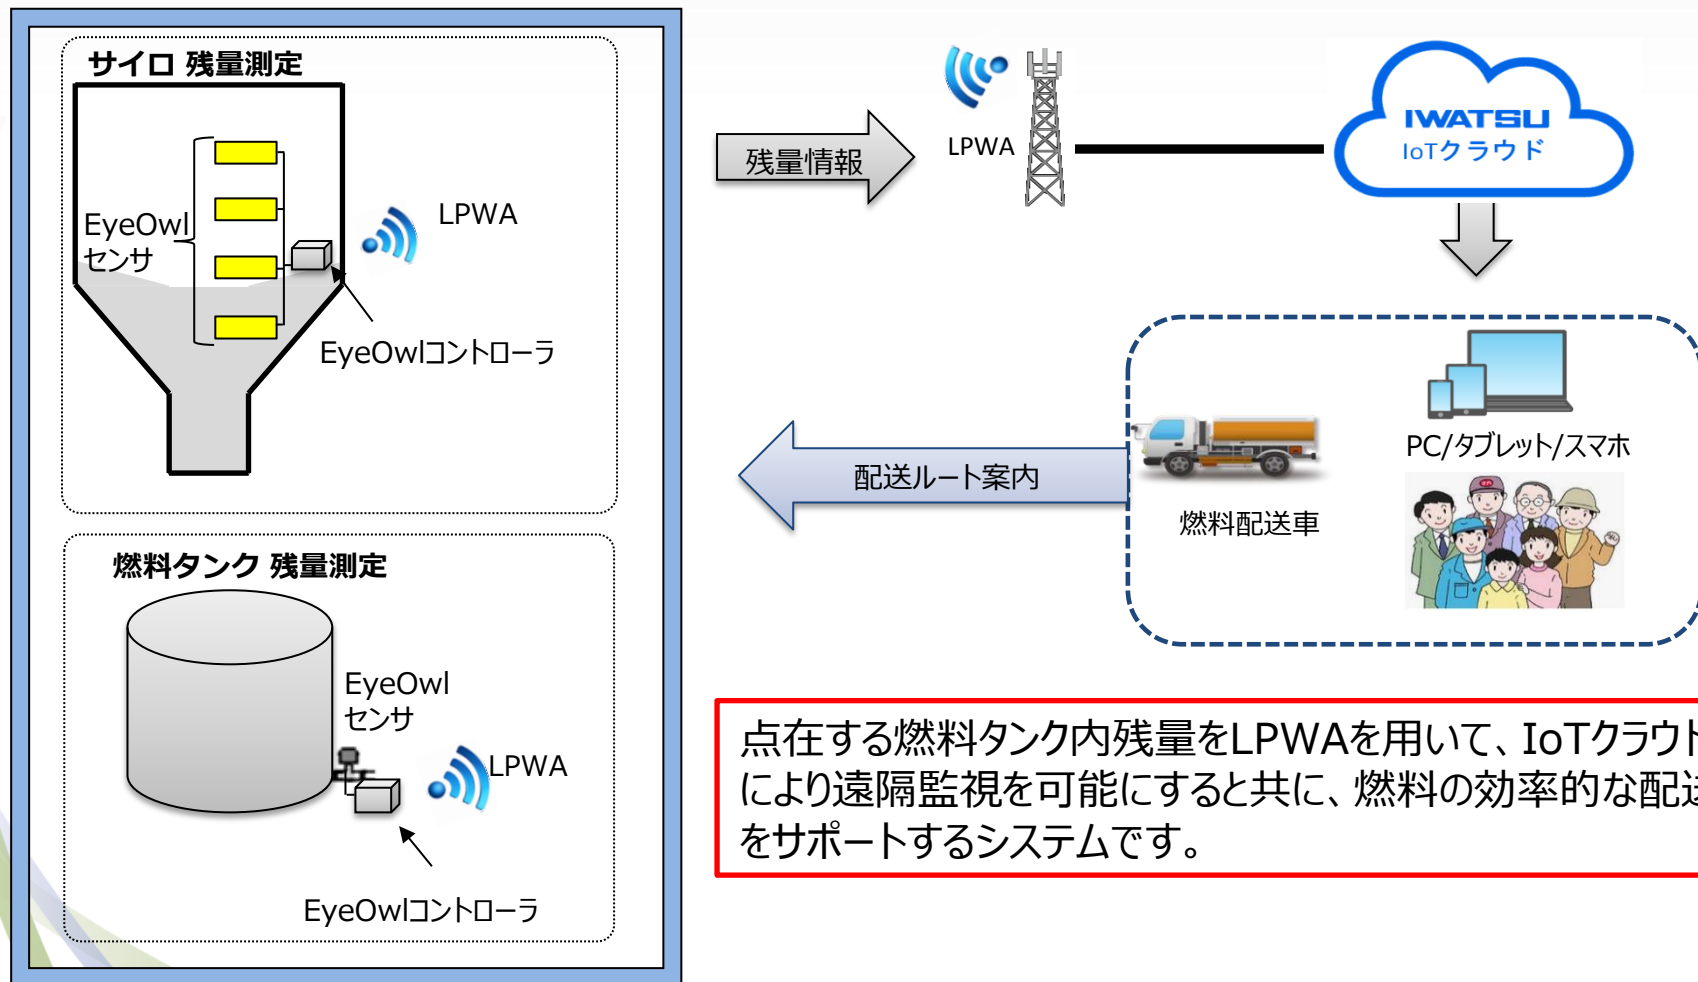 サイロ 残量測定
EyeOwl
センサ
LPWA
EyeOwlコントローラ
燃料タンク 残量測定
EyeOwl
センサ
LPWA
EyeOwlコントローラ
残量情報
LPWA
IWATSU
IoTクラウド
配送ルート案内
燃料配送車
PC/タブレット/スマホ
点在する燃料タンク内残量をLPWAを用いて、IoTクラウド
により遠隔監視を可能にすると共に、燃料の効率的な配送
をサポートするシステムです。